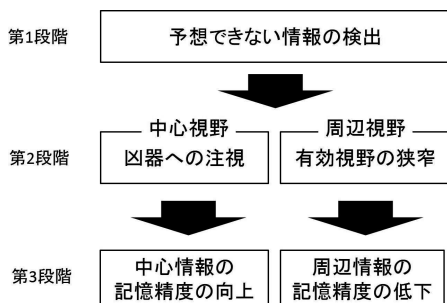 第1段階
予想できない情報の検出
第2段階
中心視野
凶器への注視
周辺視野
有効視野の狭窄
第3段階
中心情報の
記憶精度の向上
周辺情報の
記憶精度の低下